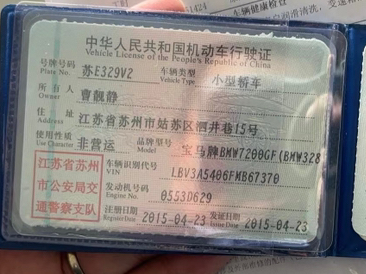 中华人民共和国机动车行驶证
Vehicle License of the People's Republic of China
号牌号码 苏E329V2 车辆类型 小型轿车
Plate No. Vehicle Type
所有人 曹靓静
Owner
住址 江苏省苏州市姑苏区泗井巷15号
Address
使用性质 非营运 品牌型号 宝马牌BMW7200GF(BMW328
Use Character Model
江苏省苏州
市公安局交
通警察支队
车辆识别代号 LBV3A5406FMB67370
VIN
发动机号码 0553D629
Engine No.
注册日期 2015-04-23 发证日期 2015-04-23
Register Date Issue Date